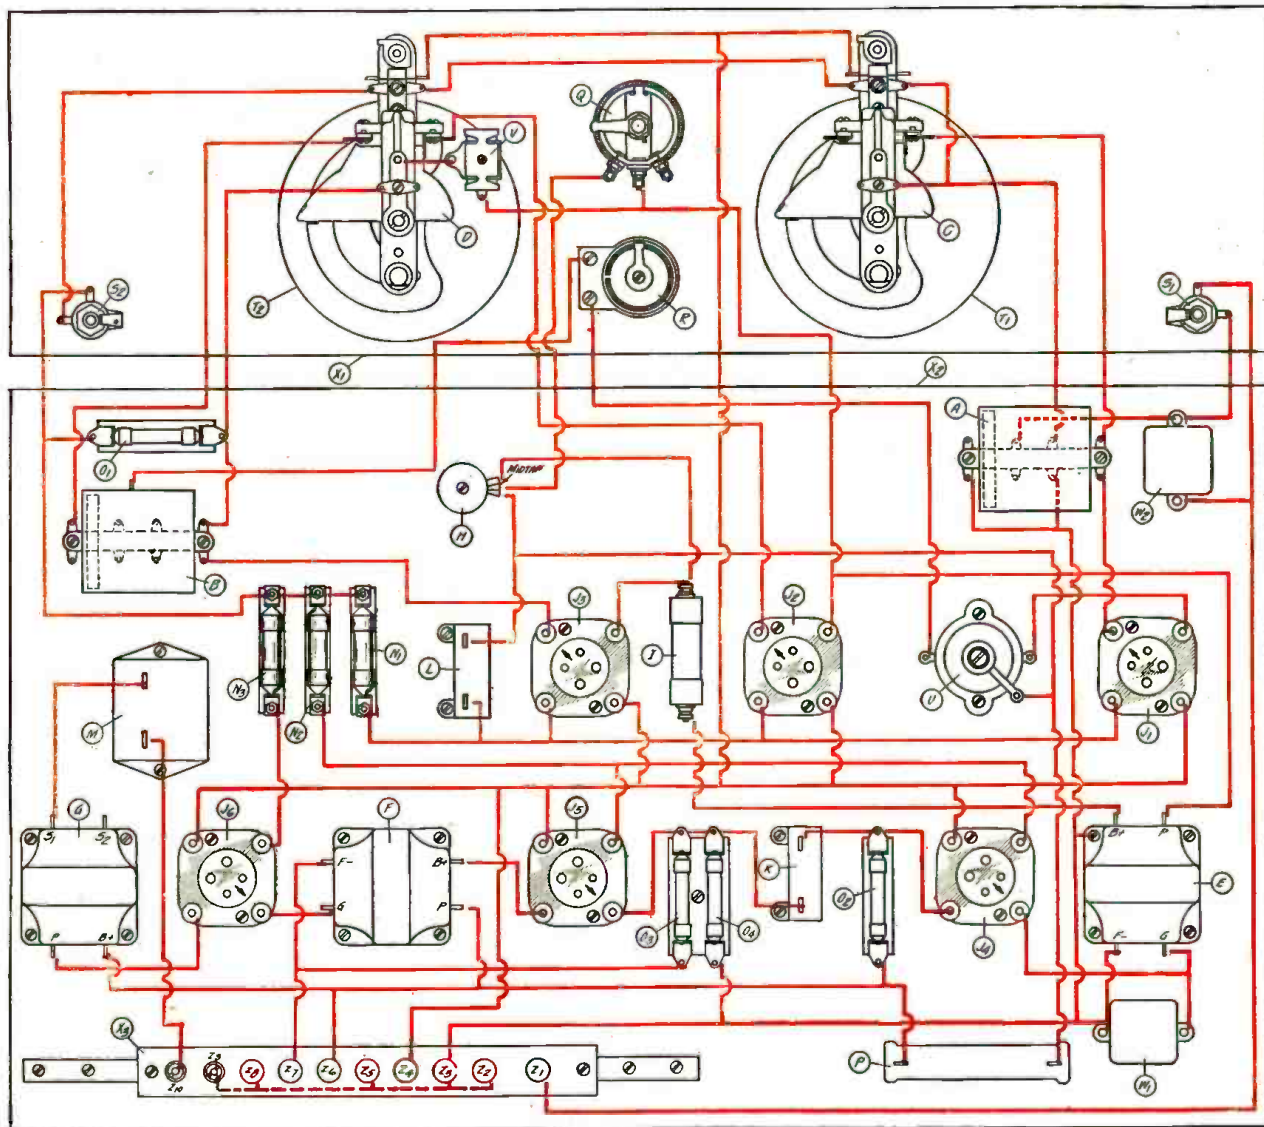 Q
V
D
C
S2
S1
T2
R
T1
X1
X2
A
O1
MIDTAP
W2
H
B
J3
J2
N1
L
I
N3
U
M
N2
J1
G
J6
F
J5
S1
S2
F-
B+
K
O2
B+
P
E
G
P
O3
O4
J4
P
B+
F-
G
X3
Z9
Z8
Z7
Z6
Z5
Z4
Z3
Z2
Z1
P
W1
Z10